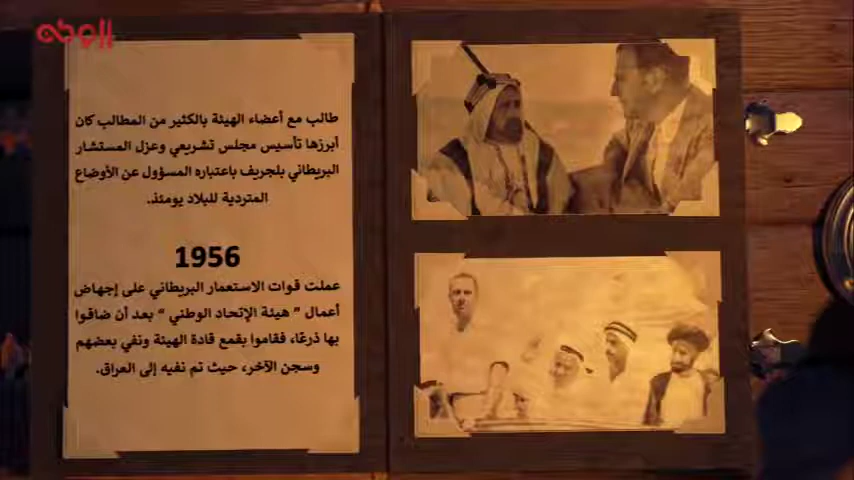 اللؤلؤة
طالب مع أعضاء الهيئة بالكثير من المطالب كان
أبرزها تأسيس مجلس تشريعي وعزل المستشار
البريطاني بلجريف باعتباره المسؤول عن الأوضاع
المتردية للبلاد يومئذ.
1956
عملت قوات الاستعمار البريطاني على إجهاض
أعمال " هيئة الإتحاد الوطني " بعد أن ضاقوا
بها ذرعًا، فقاموا بقمع قادة الهيئة ونفي بعضهم
وسجن الآخر، حيث تم نفيه إلى العراق.